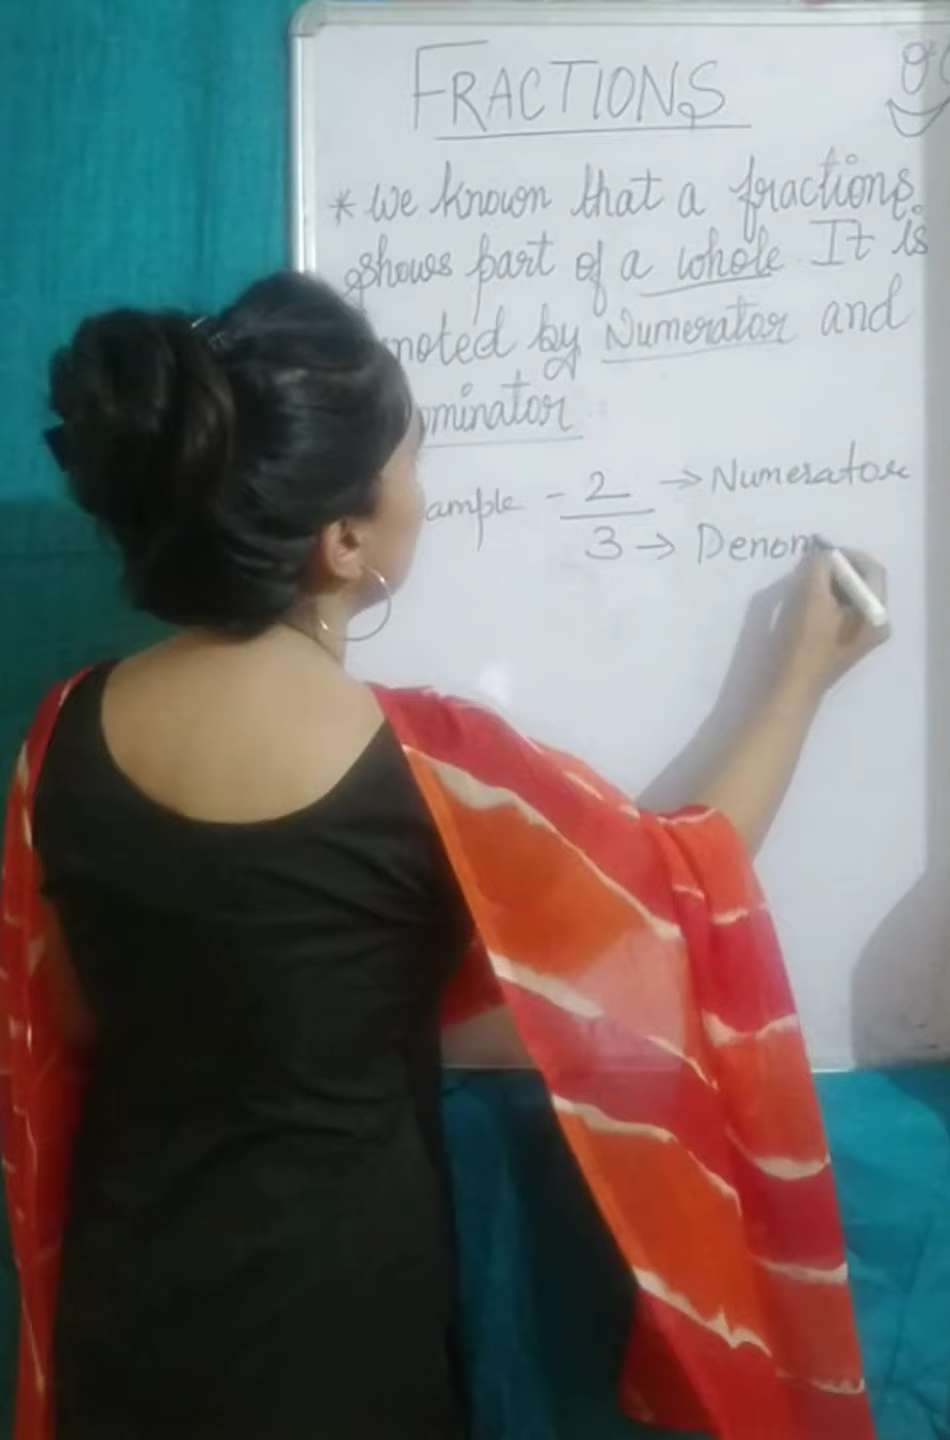 FRACTIONS
* We known that a fractions
shows part of a whole. It is
noted by Numerator and
ominator
ample - 2 → Numerator
3 → Denom